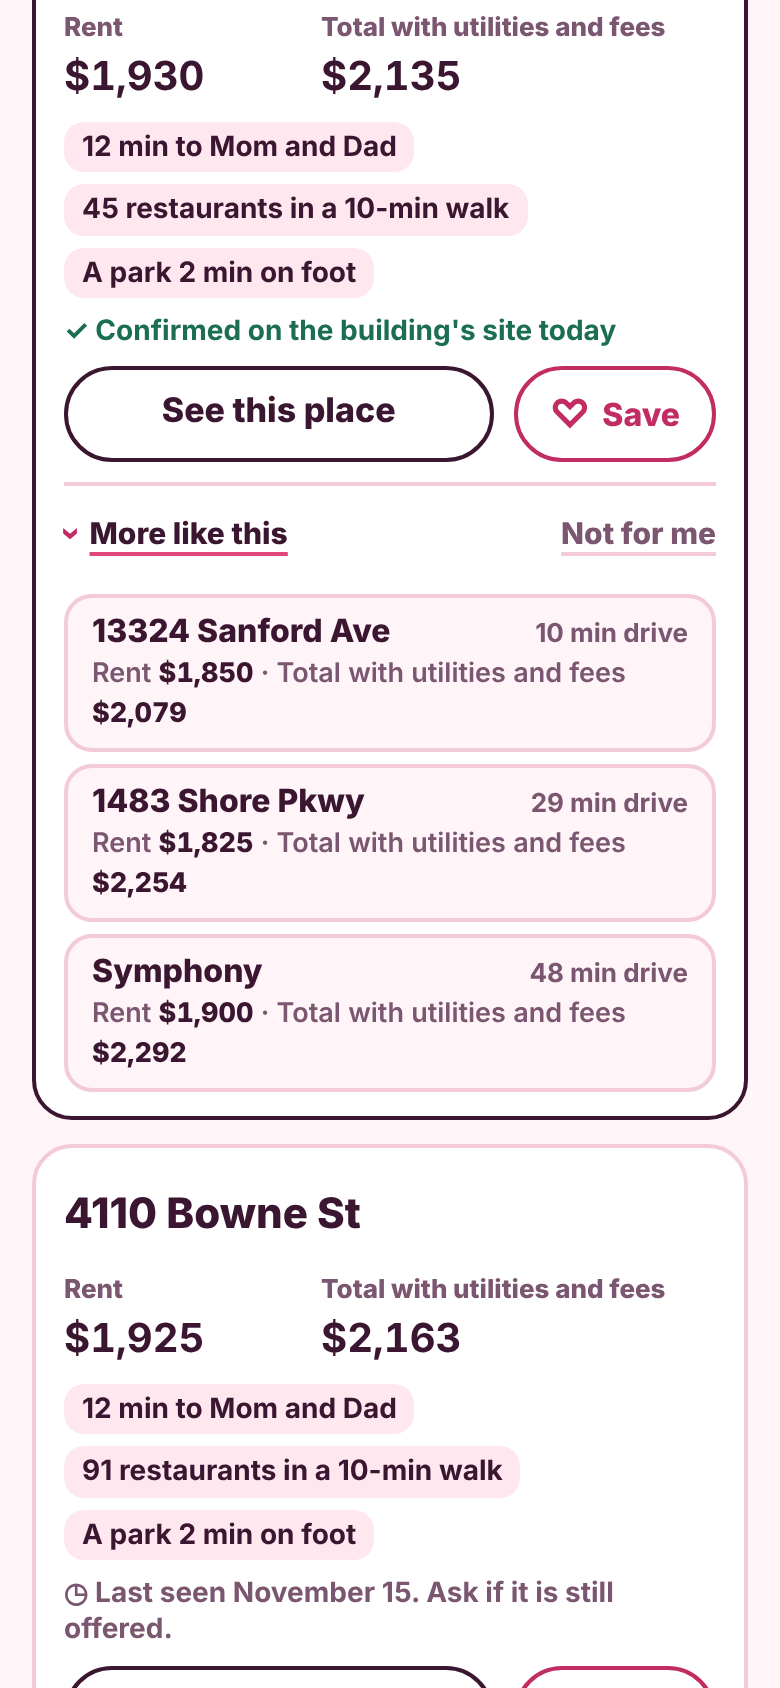 Rent
Total with utilities and fees
$1,930
$2,135
12 min to Mom and Dad
45 restaurants in a 10-min walk
A park 2 min on foot
✓ Confirmed on the building's site today
See this place
♡ Save
More like this
Not for me
13324 Sanford Ave
10 min drive
Rent $1,850 · Total with utilities and fees
$2,079
1483 Shore Pkwy
29 min drive
Rent $1,825 · Total with utilities and fees
$2,254
Symphony
48 min drive
Rent $1,900 · Total with utilities and fees
$2,292
4110 Bowne St
Rent
Total with utilities and fees
$1,925
$2,163
12 min to Mom and Dad
91 restaurants in a 10-min walk
A park 2 min on foot
Last seen November 15. Ask if it is still
offered.